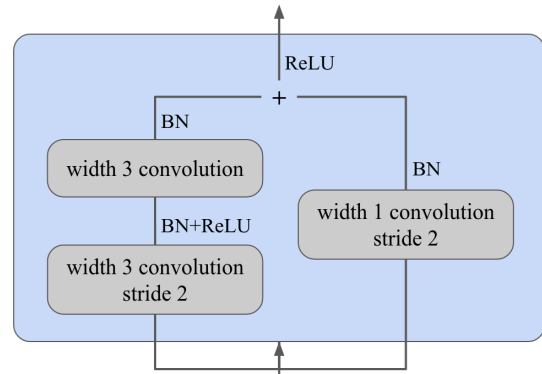 ReLU
+
BN
width 3 convolution
BN
width 1 convolution
stride 2
BN+ReLU
width 3 convolution
stride 2